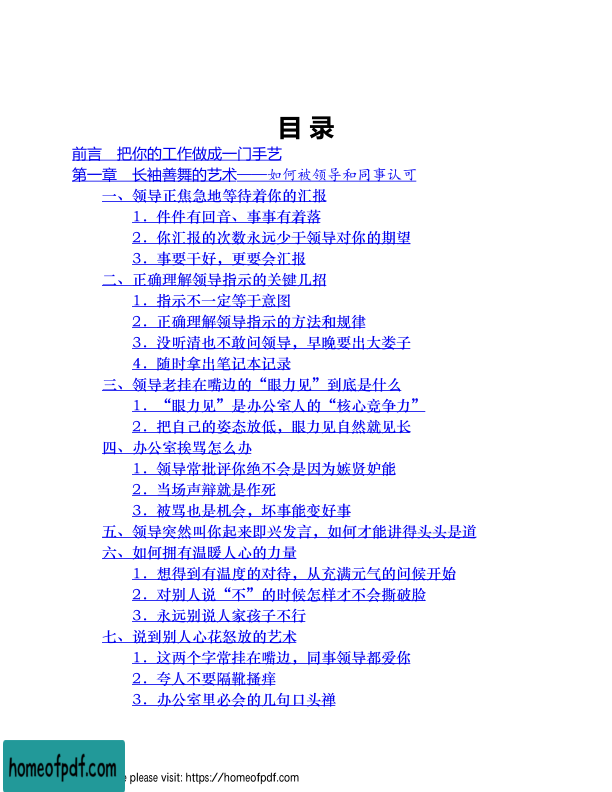 目 录
前言　把你的工作做成一门手艺
第一章　长袖善舞的艺术——如何被领导和同事认可
一、领导正焦急地等待着你的汇报
1．件件有回音、事事有着落
2．你汇报的次数永远少于领导对你的期望
3．事要干好，更要会汇报
二、正确理解领导指示的关键几招
1．指示不一定等于意图
2．正确理解领导指示的方法和规律
3．没听清也不敢问领导，早晚要出大娄子
4．随时拿出笔记本记录
三、领导老挂在嘴边的“眼力见”到底是什么
1．“眼力见”是办公室人的“核心竞争力”
2．把自己的姿态放低，眼力见自然就见长
四、办公室挨骂怎么办
1．领导常批评你绝不会是因为嫉贤妒能
2．当场声辩就是作死
3．被骂也是机会，坏事能变好事
五、领导突然叫你起来即兴发言，如何才能讲得头头是道
六、如何拥有温暖人心的力量
1．想得到有温度的对待，从充满元气的问候开始
2．对别人说“不”的时候怎样才不会撕破脸
3．永远别说人家孩子不行
七、说到别人心花怒放的艺术
1．这两个字常挂在嘴边，同事领导都爱你
2．夸人不要隔靴搔痒
3．办公室里必会的几句口头禅
homeofpdf.com
e please visit: https://homeofpdf.com